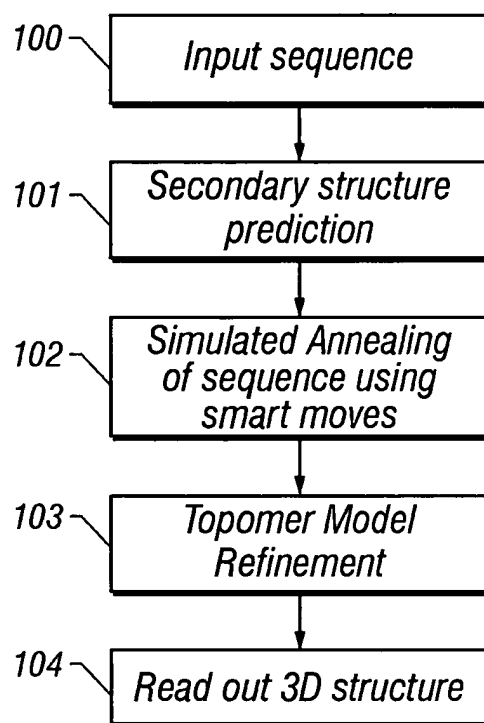 100
Input sequence
101
Secondary structure
prediction
102
Simulated Annealing
of sequence using
smart moves
103
Topomer Model
Refinement
104
Read out 3D structure